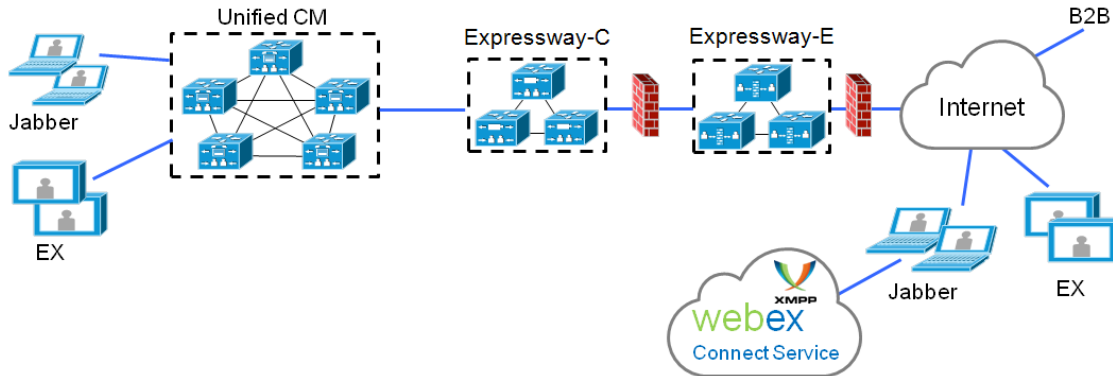 Unified CM
Expressway-C
Expressway-E
B2B
Jabber
Internet
EX
Jabber
EX
XMPP
webex
Connect Service